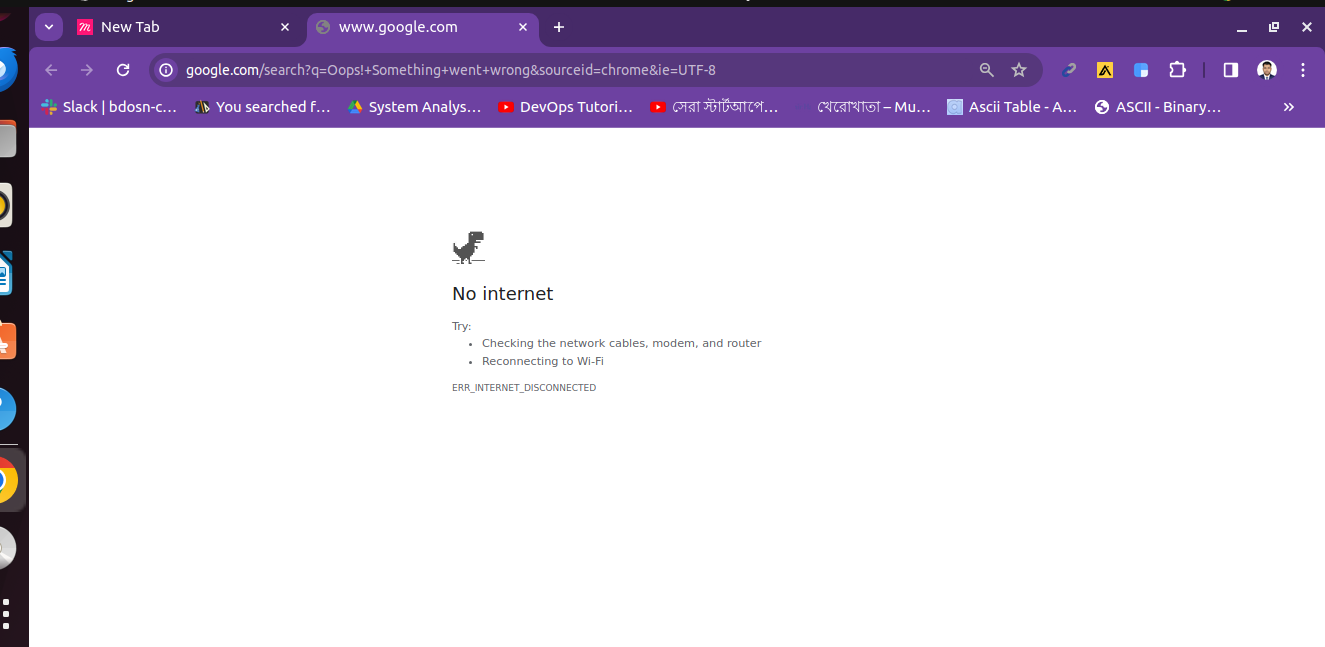 New Tab
www.google.com
google.com/search?q=Oops!+Something+went+wrong&sourceid=chrome&ie=UTF-8
Slack | bdosn-c... You searched f... System Analys... DevOps Tutori... সেরা স্টার্টআপে... খেরোখাতা – Mu... Ascii Table - A... ASCII - Binary...
No internet
Try:
• Checking the network cables, modem, and router
• Reconnecting to Wi-Fi
ERR_INTERNET_DISCONNECTED